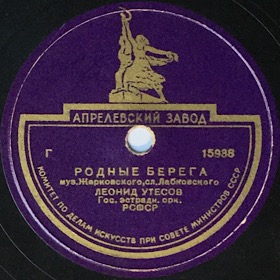 АПРЕЛЕВСКИЙ ЗАВОД
Г 15988
РОДНЫЕ БЕРЕГА
муз. Жарковского, сл. Лабковского
ЛЕОНИД УТЕСОВ
Гос. эстрадн. орк.
РСФСР
КОМИТЕТ ПО ДЕЛАМ ИСКУССТВ ПРИ СОВЕТЕ МИНИСТРОВ СССР